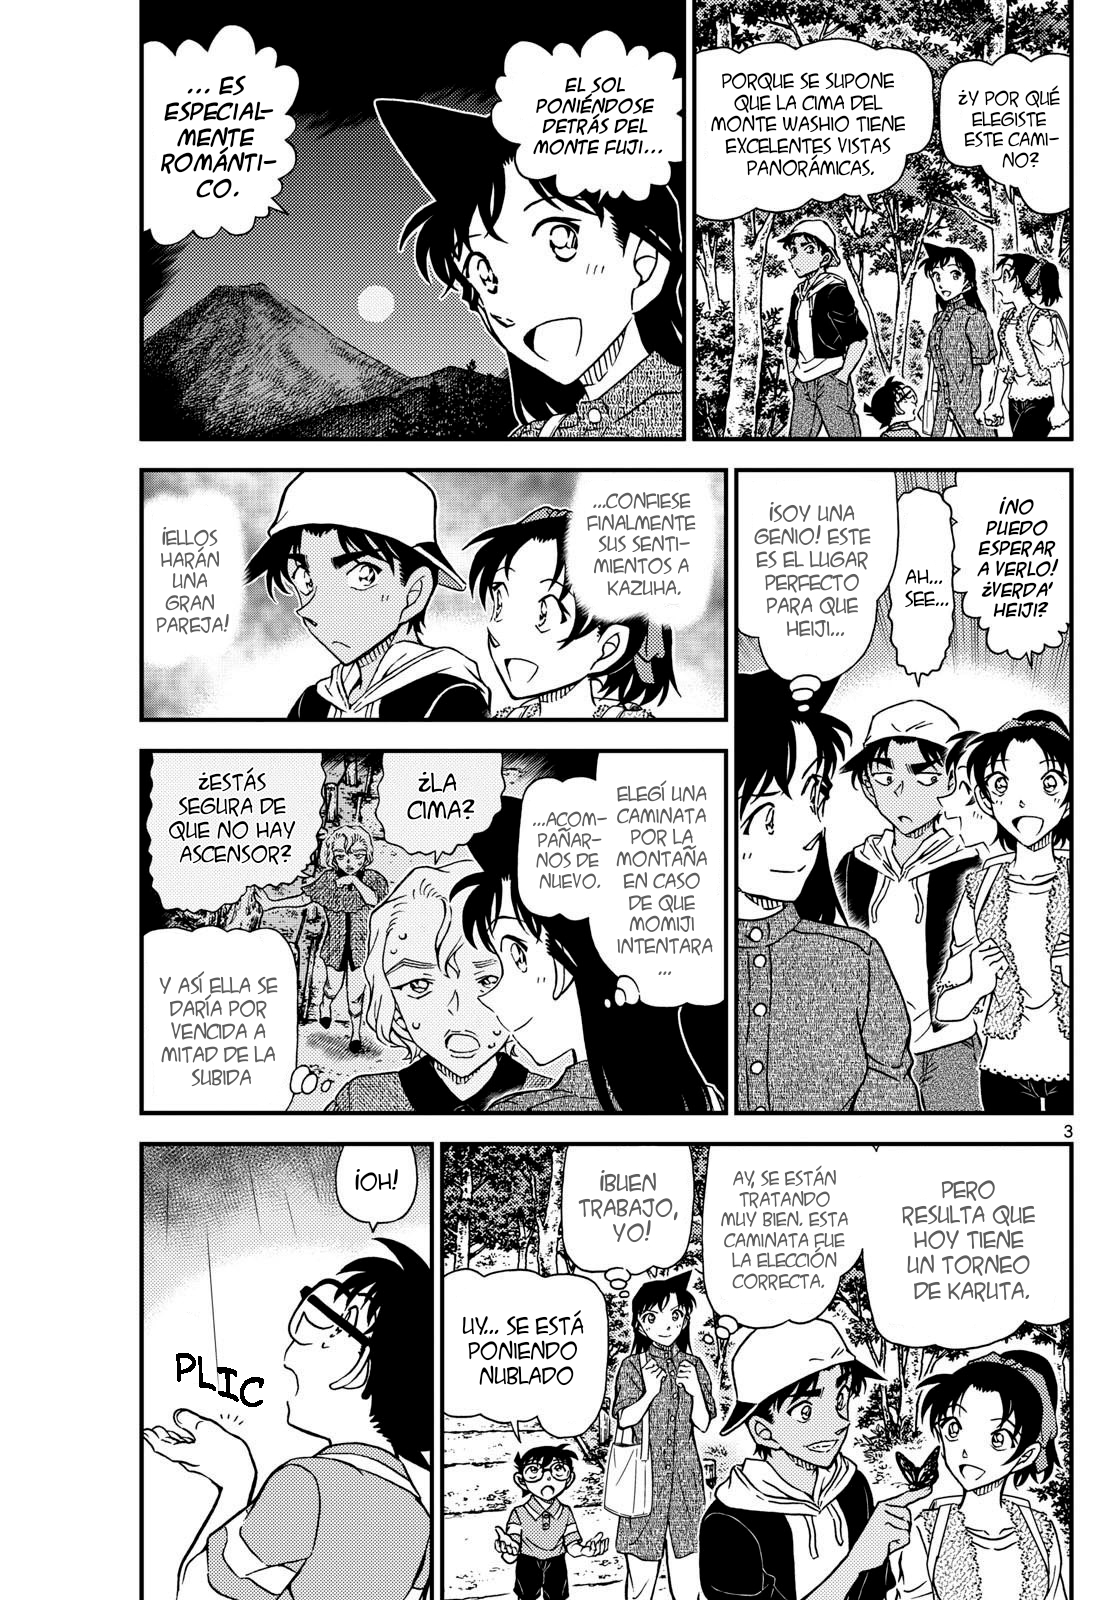 ¿Y POR QUÉ
ELEGISTE
ESTE CAMI-
NO?
PORQUE SE SUPONE
QUE LA CIMA DEL
MONTE WASHIO TIENE
EXCELENTES VISTAS
PANORÁMICAS.
EL SOL
PONIÉNDOSE
DETRÁS DEL
MONTE FUJI...
... ES
ESPECIAL-
MENTE
ROMÁNTI-
CO.
¡NO
PUEDO
ESPERAR
A VERLO!
¿VERDA'
HEIJI?
AH...
SEE...
¡SOY UNA
GENIO! ESTE
ES EL LUGAR
PERFECTO
PARA QUE
HEIJI...
...CONFIESE
FINALMENTE
SUS SENTI-
MIENTOS A
KAZUHA.
¡ELLOS
HARÁN
UNA
GRAN
PAREJA!
ELEGÍ UNA
CAMINATA
POR LA
MONTAÑA
EN CASO
DE QUE
MOMIJI
INTENTARA
...
...ACOM-
PAÑAR-
NOS DE
NUEVO.
¿LA
CIMA?
¿ESTÁS
SEGURA DE
QUE NO HAY
ASCENSOR?
Y ASÍ ELLA SE
DARÍA POR
VENCIDA A
MITAD DE LA
SUBIDA
3
PERO
RESULTA QUE
HOY TIENE
UN TORNEO
DE KARUTA.
AY, SE ESTÁN
TRATANDO
MUY BIEN. ESTA
CAMINATA FUE
LA ELECCIÓN
CORRECTA.
¡BUEN
TRABAJO,
YO!
UY... SE ESTÁ
PONIENDO
NUBLADO
¡OH!
PLIC